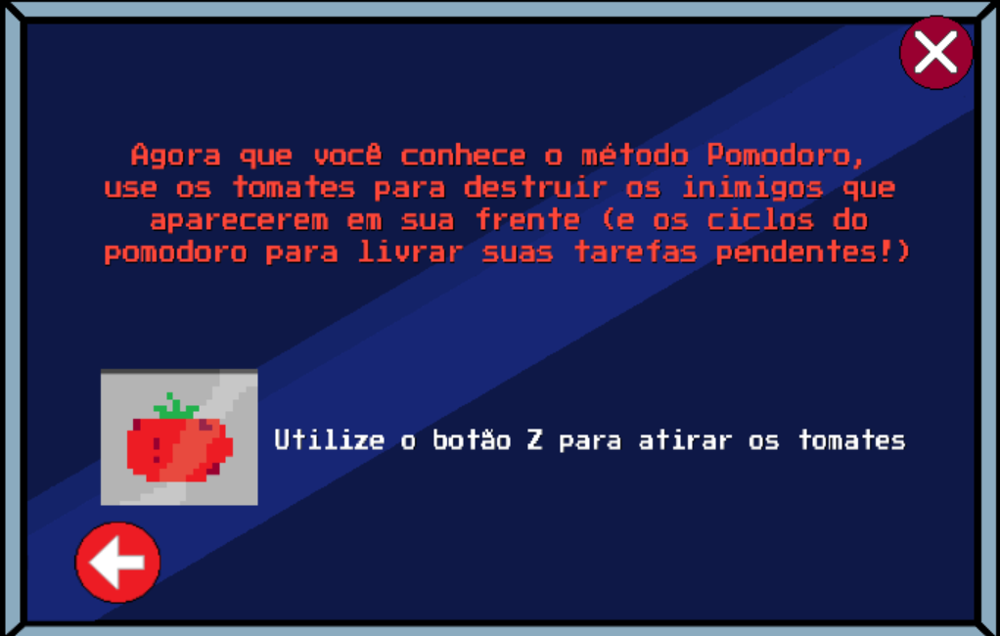 Agora que você conhece o método Pomodoro,
use os tomates para destruir os inimigos que
aparecerem em sua frente (e os ciclos do
pomodoro para livrar suas tarefas pendentes!)
Utilize o botão Z para atirar os tomates